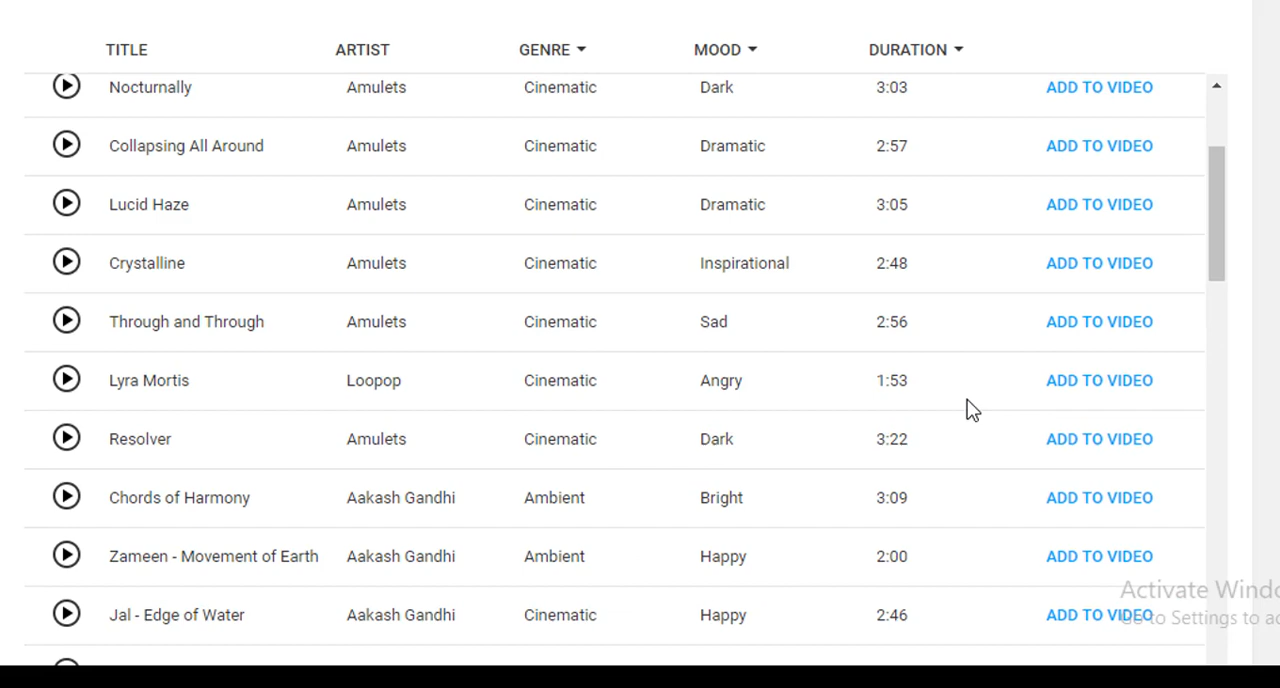 TITLE ARTIST GENRE MOOD DURATION
Nocturnally Amulets Cinematic Dark 3:03 ADD TO VIDEO
Collapsing All Around Amulets Cinematic Dramatic 2:57 ADD TO VIDEO
Lucid Haze Amulets Cinematic Dramatic 3:05 ADD TO VIDEO
Crystalline Amulets Cinematic Inspirational 2:48 ADD TO VIDEO
Through and Through Amulets Cinematic Sad 2:56 ADD TO VIDEO
Lyra Mortis Loopop Cinematic Angry 1:53 ADD TO VIDEO
Resolver Amulets Cinematic Dark 3:22 ADD TO VIDEO
Chords of Harmony Aakash Gandhi Ambient Bright 3:09 ADD TO VIDEO
Zameen - Movement of Earth Aakash Gandhi Ambient Happy 2:00 ADD TO VIDEO
Activate
Jal - Edge of Water Aakash Gandhi Cinematic Happy 2:46 ADD TO VIDEO
to Settings to